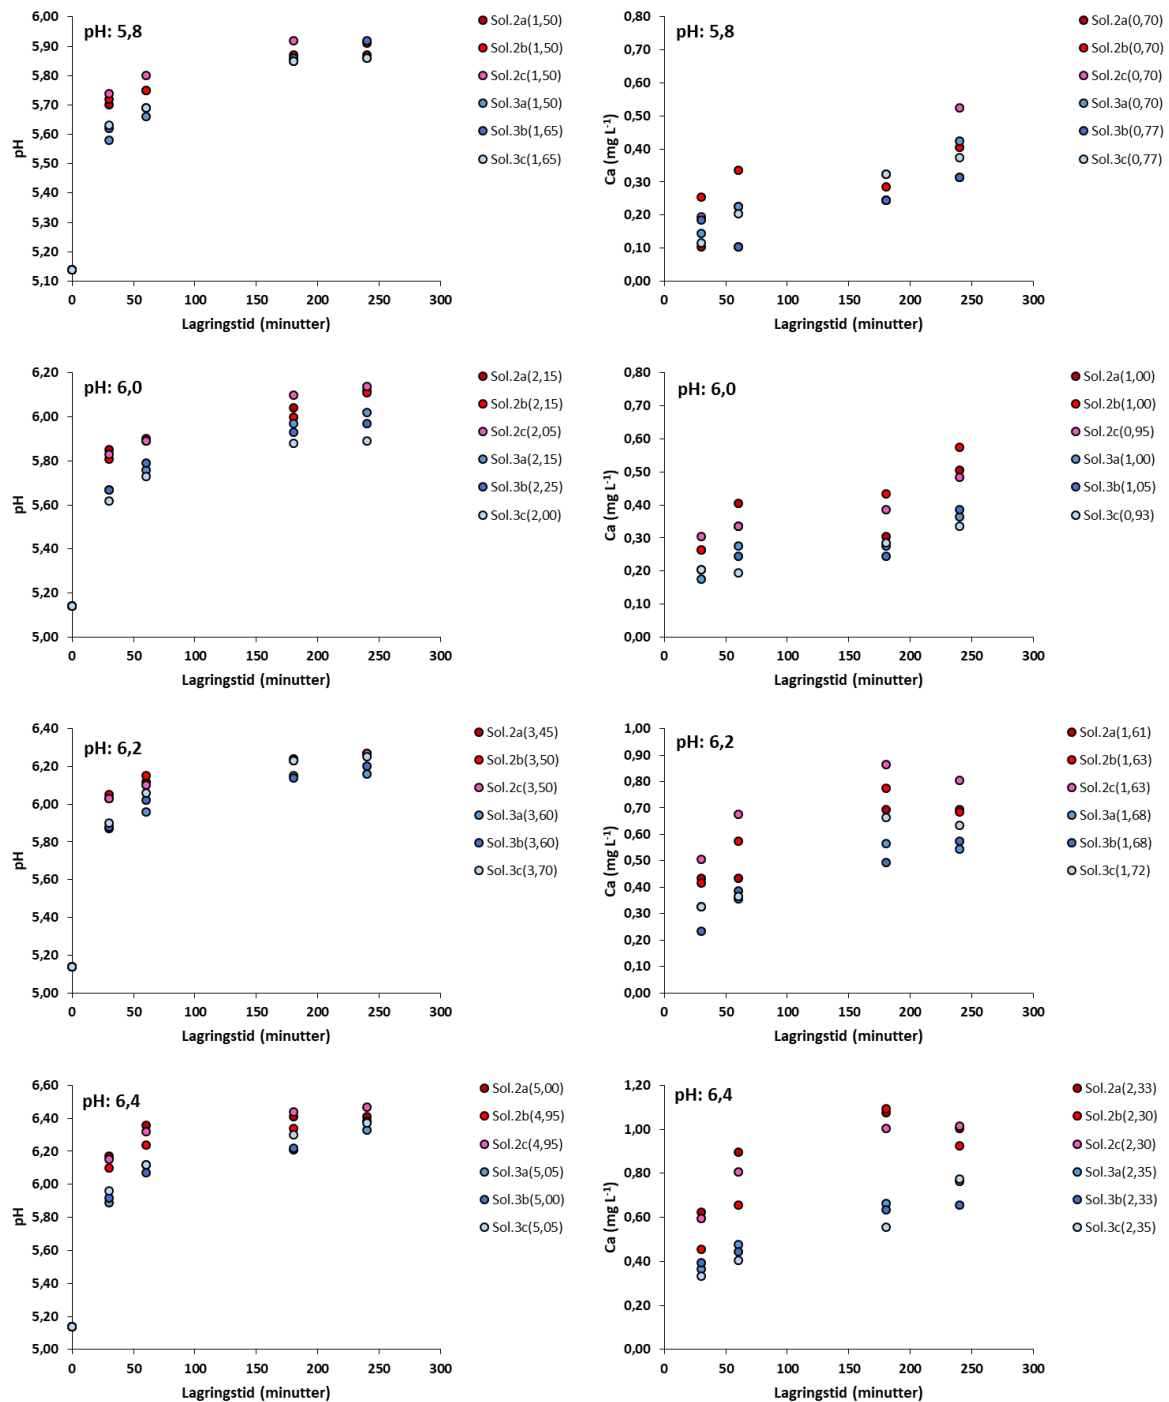 pH: 5,8
pH
6,00
5,90
5,80
5,70
5,60
5,50
5,40
5,30
5,20
5,10
0 50 100 150 200 250 300
Lagringstid (minutter)
Sol.2a(1,50)
Sol.2b(1,50)
Sol.2c(1,50)
Sol.3a(1,50)
Sol.3b(1,65)
Sol.3c(1,65)
pH: 5,8
Ca (mg L-1)
0,80
0,70
0,60
0,50
0,40
0,30
0,20
0,10
0,00
0 50 100 150 200 250 300
Lagringstid (minutter)
Sol.2a(0,70)
Sol.2b(0,70)
Sol.2c(0,70)
Sol.3a(0,70)
Sol.3b(0,77)
Sol.3c(0,77)
pH: 6,0
pH
6,20
6,00
5,80
5,60
5,40
5,20
5,00
0 50 100 150 200 250 300
Lagringstid (minutter)
Sol.2a(2,15)
Sol.2b(2,15)
Sol.2c(2,05)
Sol.3a(2,15)
Sol.3b(2,25)
Sol.3c(2,00)
pH: 6,0
Ca (mg L-1)
0,80
0,70
0,60
0,50
0,40
0,30
0,20
0,10
0,00
0 50 100 150 200 250 300
Lagringstid (minutter)
Sol.2a(1,00)
Sol.2b(1,00)
Sol.2c(0,95)
Sol.3a(1,00)
Sol.3b(1,05)
Sol.3c(0,93)
pH: 6,2
pH
6,40
6,20
6,00
5,80
5,60
5,40
5,20
5,00
0 50 100 150 200 250 300
Lagringstid (minutter)
Sol.2a(3,45)
Sol.2b(3,50)
Sol.2c(3,50)
Sol.3a(3,60)
Sol.3b(3,60)
Sol.3c(3,70)
pH: 6,2
Ca (mg L-1)
1,00
0,90
0,80
0,70
0,60
0,50
0,40
0,30
0,20
0,10
0,00
0 50 100 150 200 250 300
Lagringstid (minutter)
Sol.2a(1,61)
Sol.2b(1,63)
Sol.2c(1,63)
Sol.3a(1,68)
Sol.3b(1,68)
Sol.3c(1,72)
pH: 6,4
pH
6,60
6,40
6,20
6,00
5,80
5,60
5,40
5,20
5,00
0 50 100 150 200 250 300
Lagringstid (minutter)
Sol.2a(5,00)
Sol.2b(4,95)
Sol.2c(4,95)
Sol.3a(5,05)
Sol.3b(5,00)
Sol.3c(5,05)
pH: 6,4
Ca (mg L-1)
1,20
1,00
0,80
0,60
0,40
0,20
0,00
0 50 100 150 200 250 300
Lagringstid (minutter)
Sol.2a(2,33)
Sol.2b(2,30)
Sol.2c(2,30)
Sol.3a(2,35)
Sol.3b(2,33)
Sol.3c(2,35)